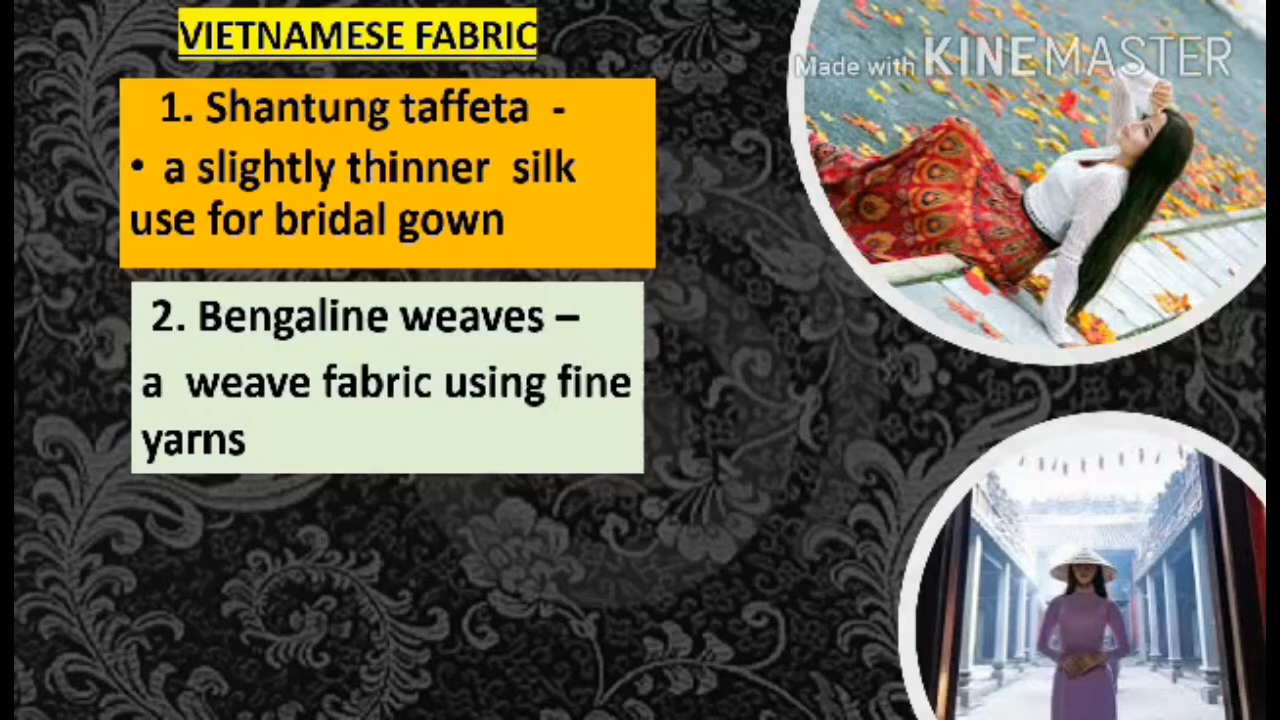 VIETNAMESE FABRIC
Made with KINEMASTER
1. Shantung taffeta -
• a slightly thinner silk
use for bridal gown
2. Bengaline weaves –
a weave fabric using fine
yarns